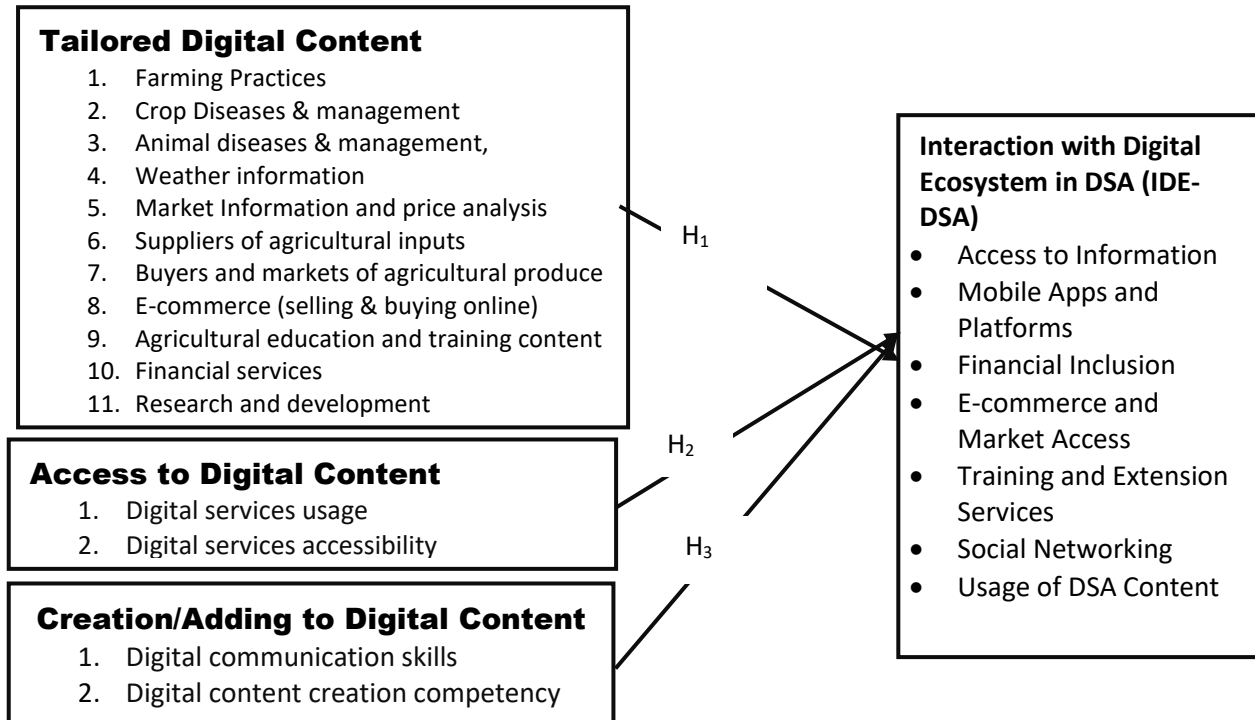 Tailored Digital Content
1. Farming Practices
2. Crop Diseases & management
3. Animal diseases & management,
4. Weather information
5. Market Information and price analysis
6. Suppliers of agricultural inputs
7. Buyers and markets of agricultural produce
8. E-commerce (selling & buying online)
9. Agricultural education and training content
10. Financial services
11. Research and development
Access to Digital Content
1. Digital services usage
2. Digital services accessibility
Creation/Adding to Digital Content
1. Digital communication skills
2. Digital content creation competency
H₁
H₂
H₃
Interaction with Digital
Ecosystem in DSA (IDE-
DSA)
• Access to Information
• Mobile Apps and
Platforms
• Financial Inclusion
• E-commerce and
Market Access
• Training and Extension
Services
• Social Networking
• Usage of DSA Content